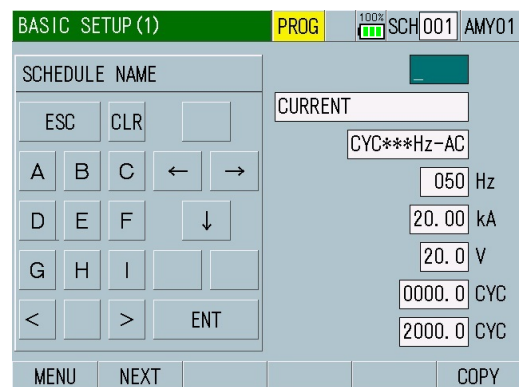 BASIC SETUP(1) PROG 100% SCH 001 AMY01
SCHEDULE NAME _
ESC CLR CURRENT
CYC***Hz-AC
A B C ← → 050 Hz
D E F ↓ 20.00 kA
G H I 20.0 V
0000.0 CYC
< > ENT 2000.0 CYC
MENU NEXT COPY